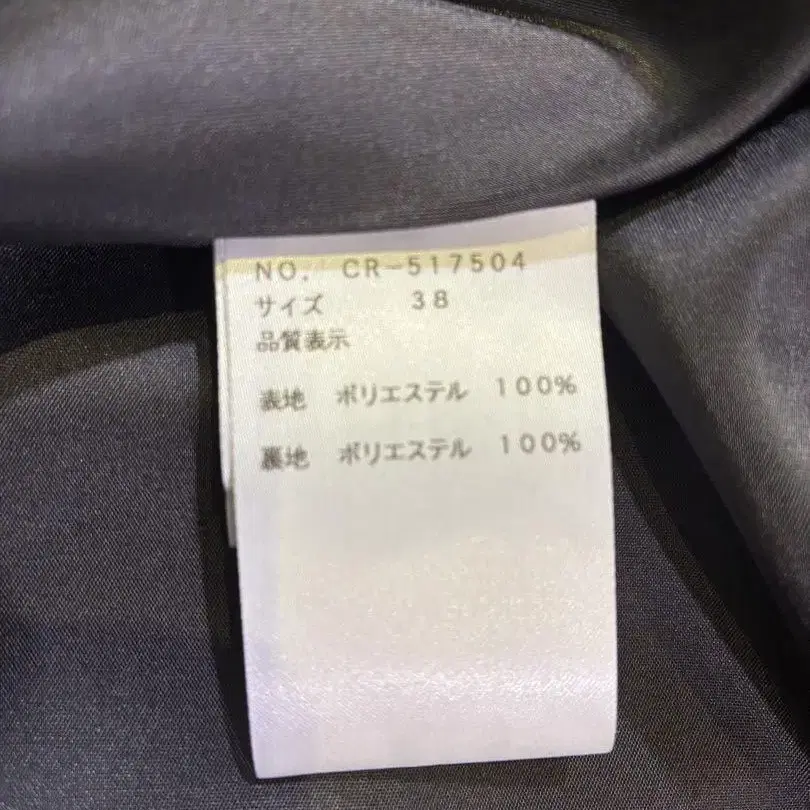 NO. CR-517504
サイズ 38
品質表示
表地 ポリエステル 100%
裏地 ポリエステル 100%